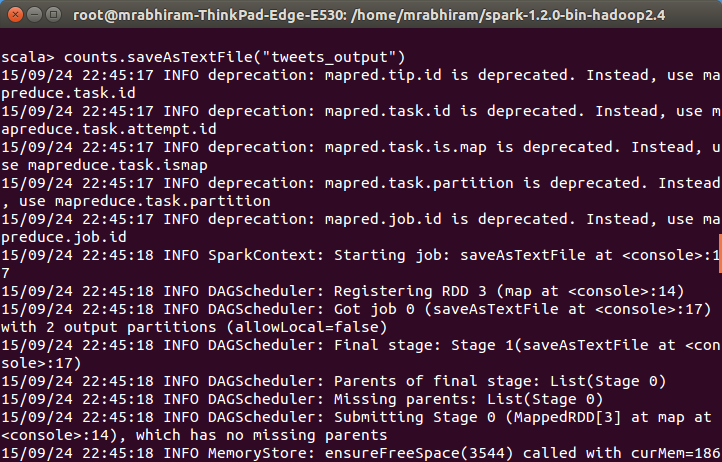 root@mrabhiram-ThinkPad-Edge-E530: /home/mrabhiram/spark-1.2.0-bin-hadoop2.4
scala> counts.saveAsTextFile("tweets_output")
15/09/24 22:45:17 INFO deprecation: mapred.tip.id is deprecated. Instead, use ma
preduce.task.id
15/09/24 22:45:17 INFO deprecation: mapred.task.id is deprecated. Instead, use m
apreduce.task.attempt.id
15/09/24 22:45:17 INFO deprecation: mapred.task.is.map is deprecated. Instead, u
se mapreduce.task.ismap
15/09/24 22:45:17 INFO deprecation: mapred.task.partition is deprecated. Instead
, use mapreduce.task.partition
15/09/24 22:45:17 INFO deprecation: mapred.job.id is deprecated. Instead, use ma
preduce.job.id
15/09/24 22:45:18 INFO SparkContext: Starting job: saveAsTextFile at <console>:1
7
15/09/24 22:45:18 INFO DAGScheduler: Registering RDD 3 (map at <console>:14)
15/09/24 22:45:18 INFO DAGScheduler: Got job 0 (saveAsTextFile at <console>:17)
with 2 output partitions (allowLocal=false)
15/09/24 22:45:18 INFO DAGScheduler: Final stage: Stage 1(saveAsTextFile at <con
sole>:17)
15/09/24 22:45:18 INFO DAGScheduler: Parents of final stage: List(Stage 0)
15/09/24 22:45:18 INFO DAGScheduler: Missing parents: List(Stage 0)
15/09/24 22:45:18 INFO DAGScheduler: Submitting Stage 0 (MappedRDD[3] at map at
<console>:14), which has no missing parents
15/09/24 22:45:18 INFO MemoryStore: ensureFreeSpace(3544) called with curMem=186